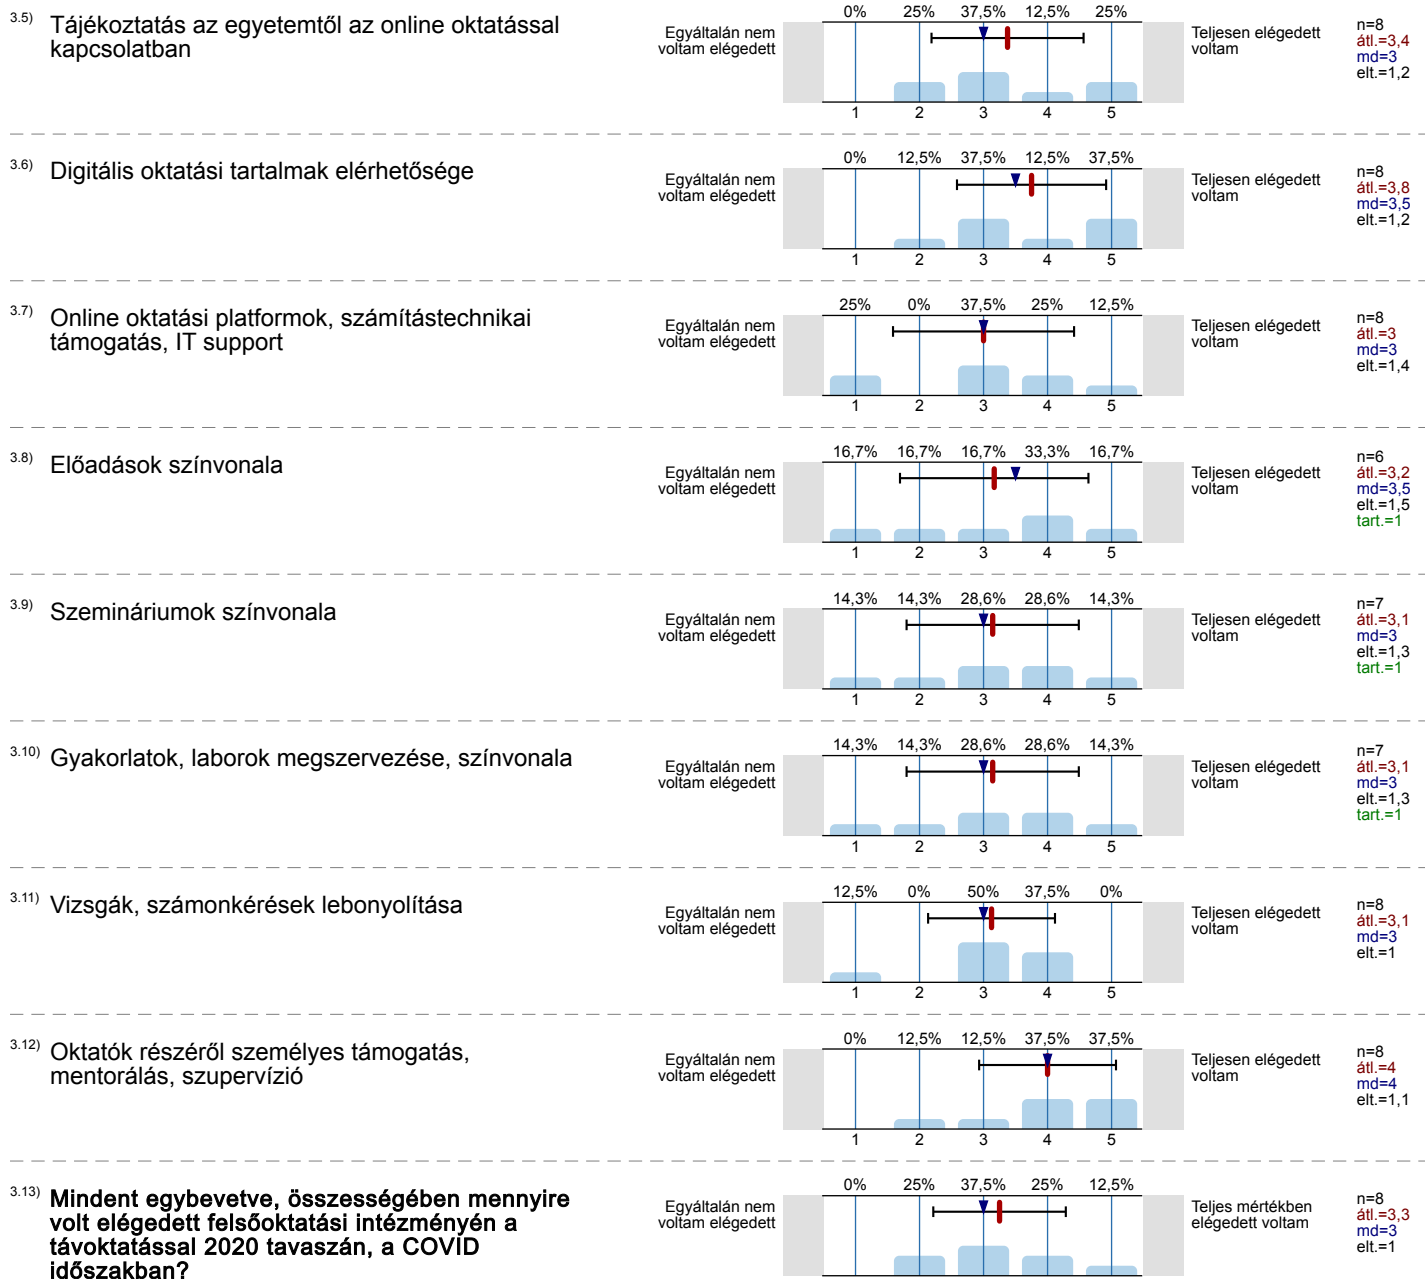 3.5) Tájékoztatás az egyetemtől az online oktatással
kapcsolatban
Egyáltalán nem
voltam elégedett
0% 25% 37,5% 12,5% 25%
1 2 3 4 5
Teljesen elégedett
voltam
n=8
átl.=3,4
md=3
elt.=1,2
3.6) Digitális oktatási tartalmak elérhetősége
Egyáltalán nem
voltam elégedett
0% 12,5% 37,5% 12,5% 37,5%
1 2 3 4 5
Teljesen elégedett
voltam
n=8
átl.=3,8
md=3,5
elt.=1,2
3.7) Online oktatási platformok, számítástechnikai
támogatás, IT support
Egyáltalán nem
voltam elégedett
25% 0% 37,5% 25% 12,5%
1 2 3 4 5
Teljesen elégedett
voltam
n=8
átl.=3
md=3
elt.=1,4
3.8) Előadások színvonala
Egyáltalán nem
voltam elégedett
16,7% 16,7% 16,7% 33,3% 16,7%
1 2 3 4 5
Teljesen elégedett
voltam
n=6
átl.=3,2
md=3,5
elt.=1,5
tart.=1
3.9) Szemináriumok színvonala
Egyáltalán nem
voltam elégedett
14,3% 14,3% 28,6% 28,6% 14,3%
1 2 3 4 5
Teljesen elégedett
voltam
n=7
átl.=3,1
md=3
elt.=1,3
tart.=1
3.10) Gyakorlatok, laborok megszervezése, színvonala
Egyáltalán nem
voltam elégedett
14,3% 14,3% 28,6% 28,6% 14,3%
1 2 3 4 5
Teljesen elégedett
voltam
n=7
átl.=3,1
md=3
elt.=1,3
tart.=1
3.11) Vizsgák, számonkérések lebonyolítása
Egyáltalán nem
voltam elégedett
12,5% 0% 50% 37,5% 0%
1 2 3 4 5
Teljesen elégedett
voltam
n=8
átl.=3,1
md=3
elt.=1
3.12) Oktatók részéről személyes támogatás,
mentorálás, szupervízió
Egyáltalán nem
voltam elégedett
0% 12,5% 12,5% 37,5% 37,5%
1 2 3 4 5
Teljesen elégedett
voltam
n=8
átl.=4
md=4
elt.=1,1
3.13) Mindent egybevetve, összességében mennyire
volt elégedett felsőoktatási intézményén a
távoktatással 2020 tavaszán, a COVID
időszakban?
Egyáltalán nem
voltam elégedett
0% 25% 37,5% 25% 12,5%
Teljes mértékben
elégedett voltam
n=8
átl.=3,3
md=3
elt.=1